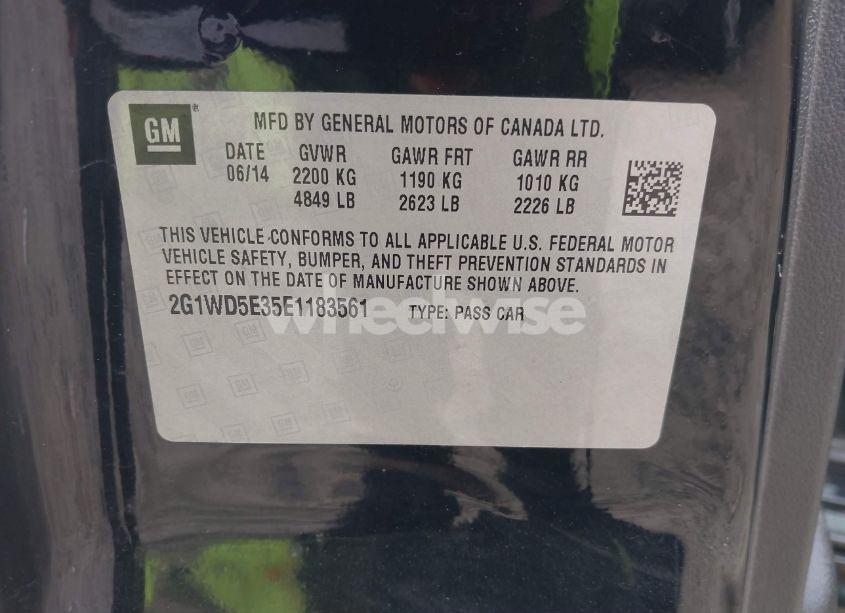 GM ®
MFD BY GENERAL MOTORS OF CANADA LTD.
DATE GVWR GAWR FRT GAWR RR
06/14 2200 KG 1190 KG 1010 KG
4849 LB 2623 LB 2226 LB
THIS VEHICLE CONFORMS TO ALL APPLICABLE U.S. FEDERAL MOTOR
VEHICLE SAFETY, BUMPER, AND THEFT PREVENTION STANDARDS IN
EFFECT ON THE DATE OF MANUFACTURE SHOWN ABOVE.
2G1WD5E35E1183561 TYPE: PASS CAR
wheelwise